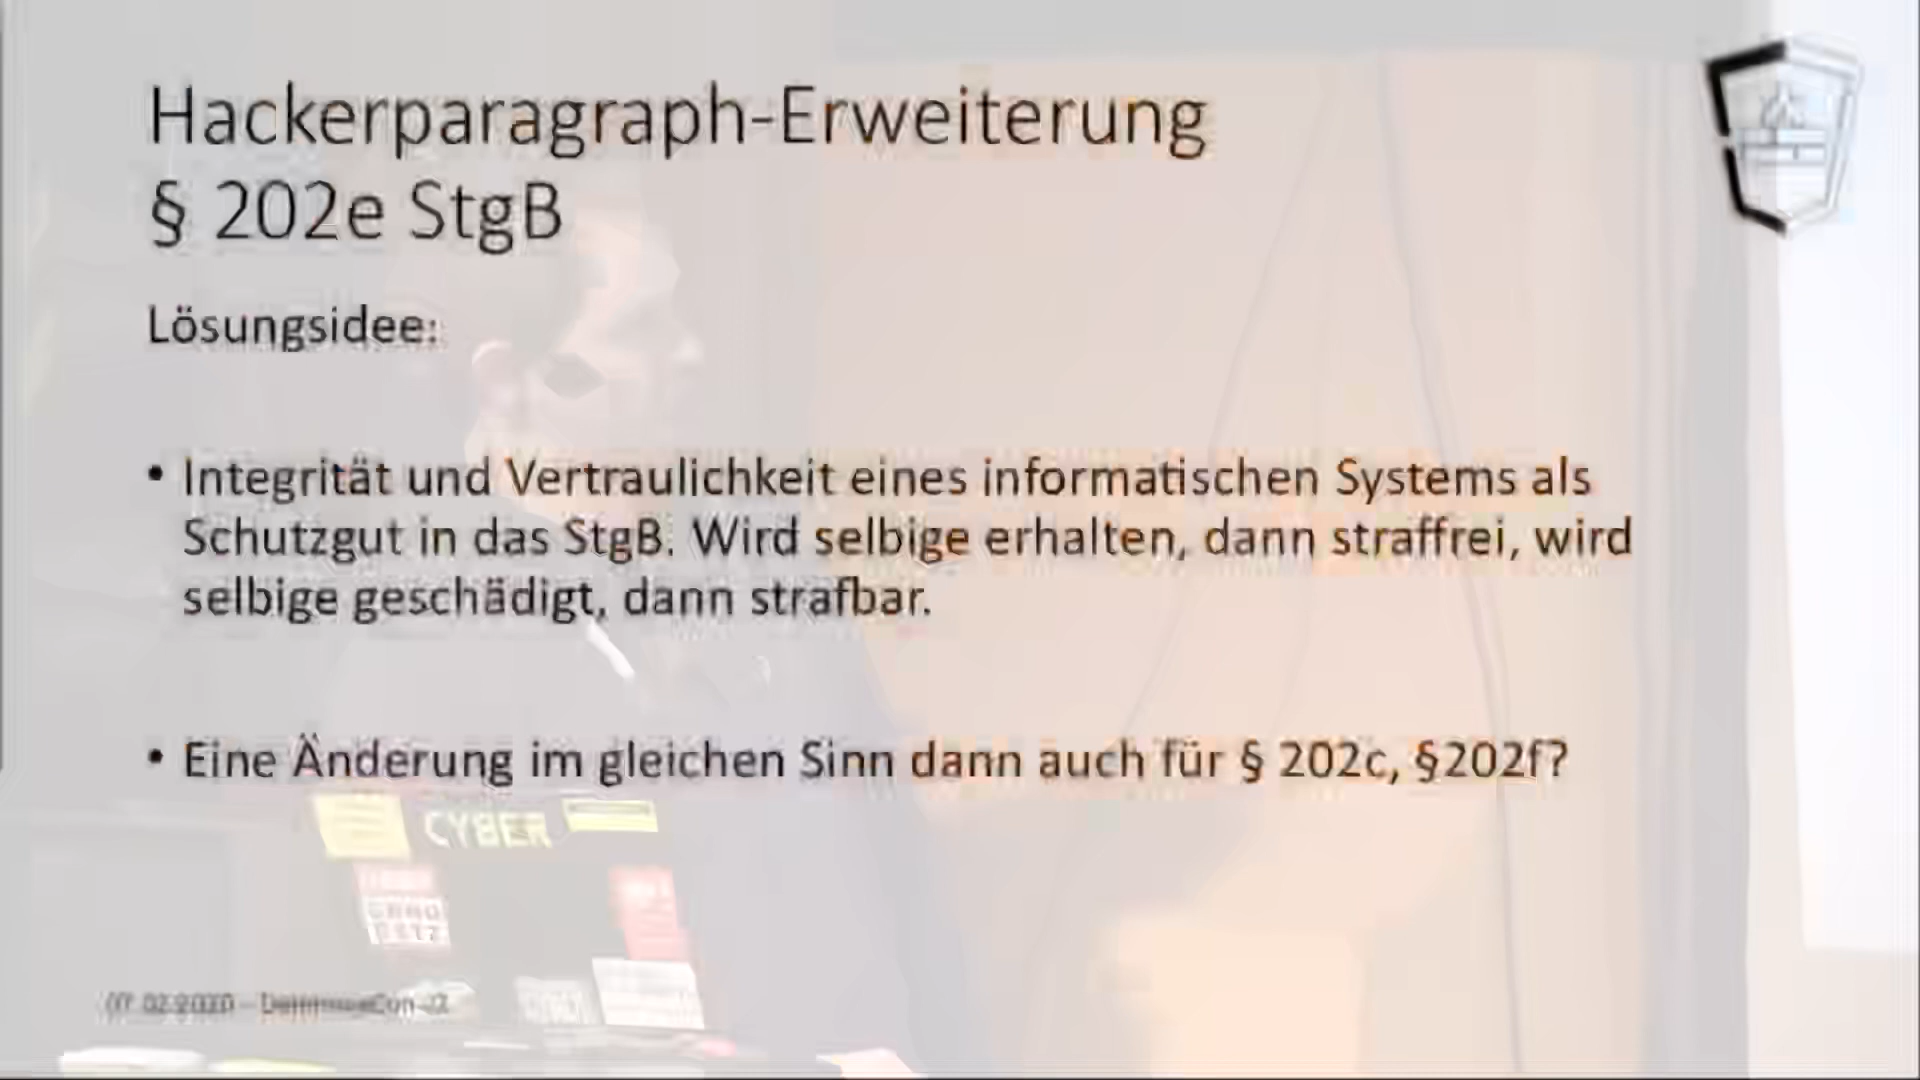 Hackerparagraph-Erweiterung
§ 202e StgB
Lösungsidee:
• Integrität und Vertraulichkeit eines informatischen Systems als
Schutzgut in das StgB. Wird selbige erhalten, dann straffrei, wird
selbige geschädigt, dann strafbar.
• Eine Änderung im gleichen Sinn dann auch für § 202c, §202f?
CYBER